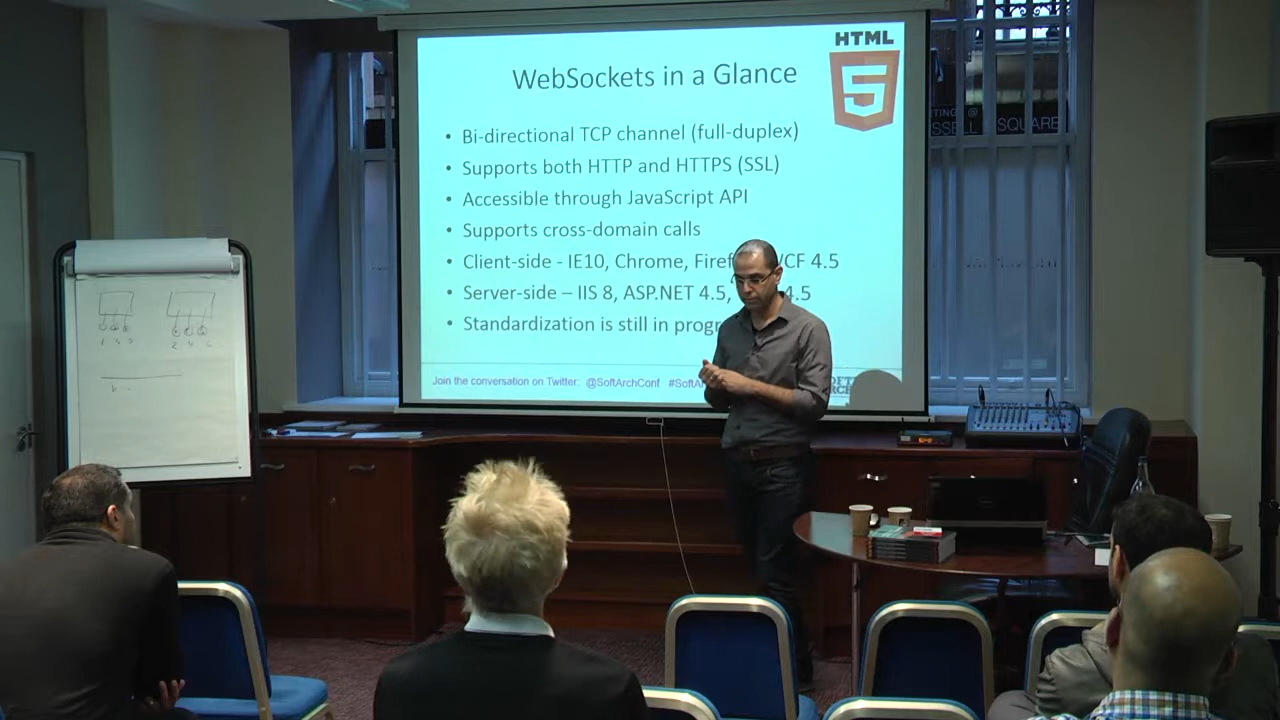 HTML
5
WebSockets in a Glance
• Bi-directional TCP channel (full-duplex)
• Supports both HTTP and HTTPS (SSL)
• Accessible through JavaScript API
• Supports cross-domain calls
• Client-side - IE10, Chrome, Firef CF 4.5
• Server-side – IIS 8, ASP.NET 4.5, 4.5
• Standardization is still in progr
Join the conversation on Twitter: @SoftArchConf #SoftA
SQUARE